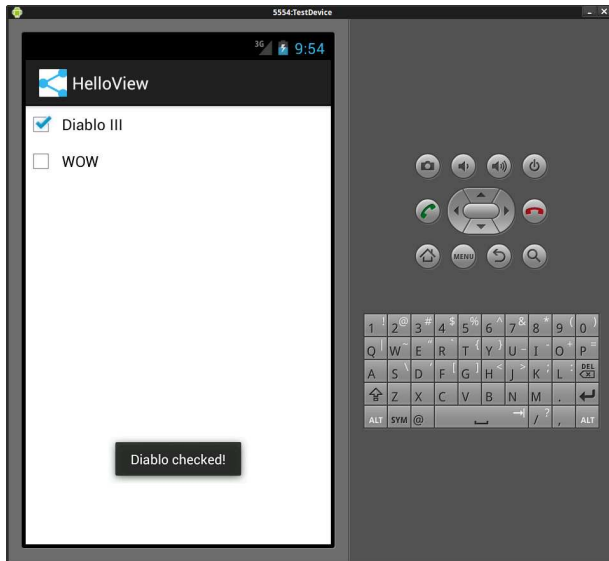 5554:TestDevice
3G 9:54
HelloView
Diablo III
WOW
Diablo checked!
MENU
1 ! 2 @ 3 # 4 $ 5 % 6 ^ 7 & 8 * 9 ( 0 )
Q | W ~ E " R ` T { Y } U _ I - O + P =
A S \ D ' F [ G ] H < J > K ; L : DEL
Z X C V B N M .
ALT SYM @ / ? , ALT